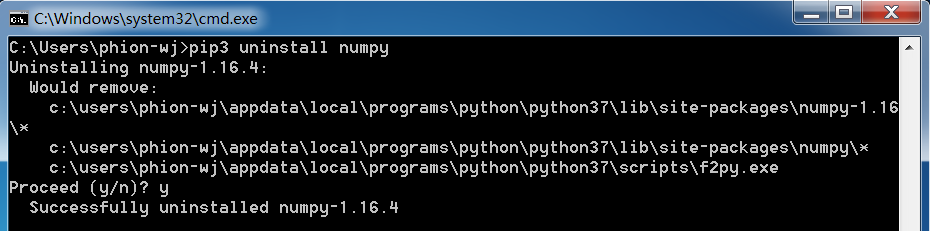 C:\Windows\system32\cmd.exe
C:\Users\phion-wj>pip3 uninstall numpy
Uninstalling numpy-1.16.4:
  Would remove:
    c:\users\phion-wj\appdata\local\programs\python\python37\lib\site-packages\numpy-1.16
\*
    c:\users\phion-wj\appdata\local\programs\python\python37\lib\site-packages\numpy\*
    c:\users\phion-wj\appdata\local\programs\python\python37\scripts\f2py.exe
Proceed (y/n)? y
  Successfully uninstalled numpy-1.16.4